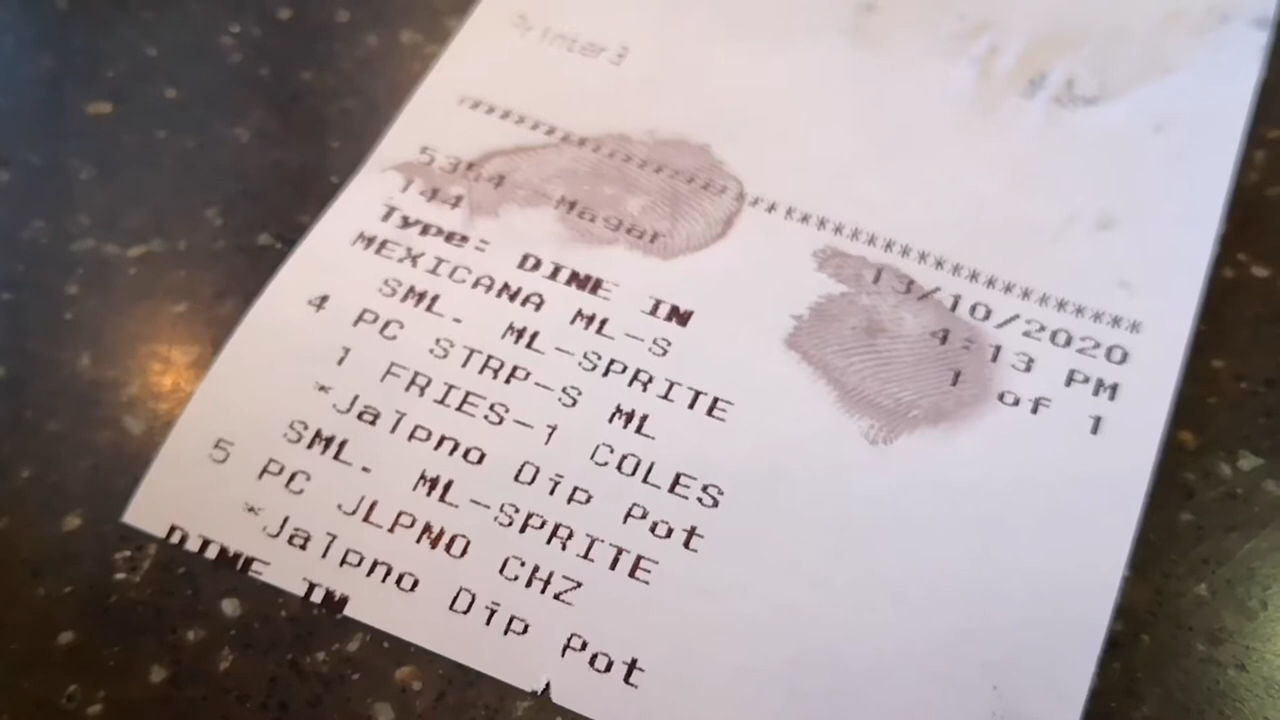 Printer3
****************************************
5354 -Magar 13/10/2020
144 4:13 PM
Type: DINE IN 1 of 1
MEXICANA ML-S
SML. ML-SPRITE
4 PC STRP-S ML
1 FRIES-1 COLES
*Jalpno Dip Pot
SML. ML-SPRITE
5 PC JLPNO CHZ
*Jalpno Dip Pot
DINE IN